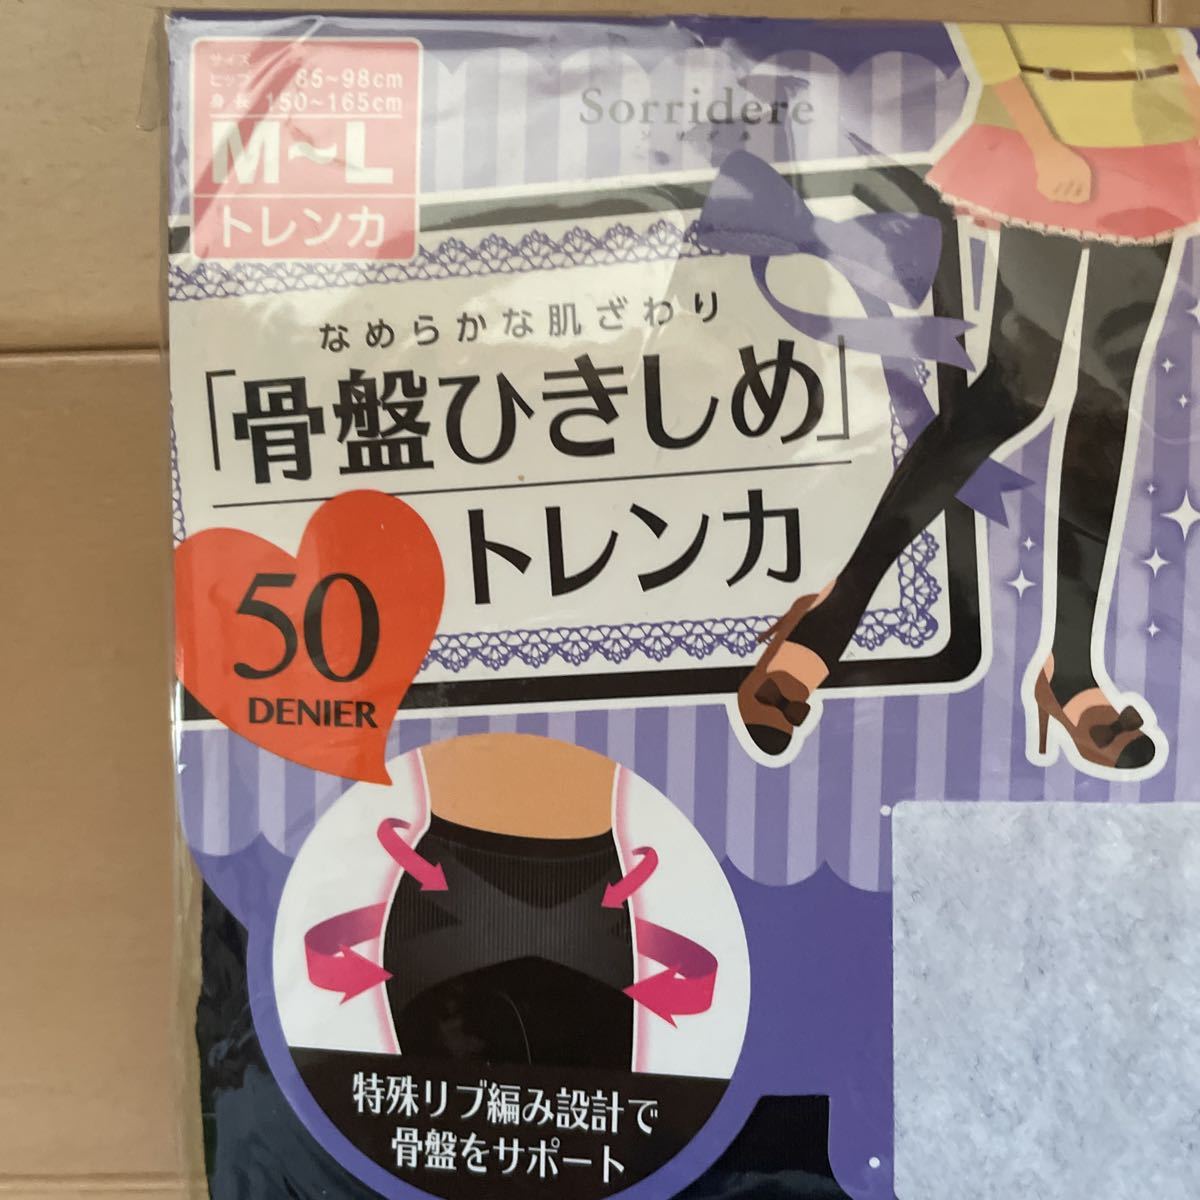 サイズ
ヒップ 85~98cm
身長 150~165cm
M~L
トレンカ
Sorridere
なめらかな肌ざわり
「骨盤ひきしめ」
トレンカ
50
DENIER
特殊リブ編み設計で
骨盤をサポート